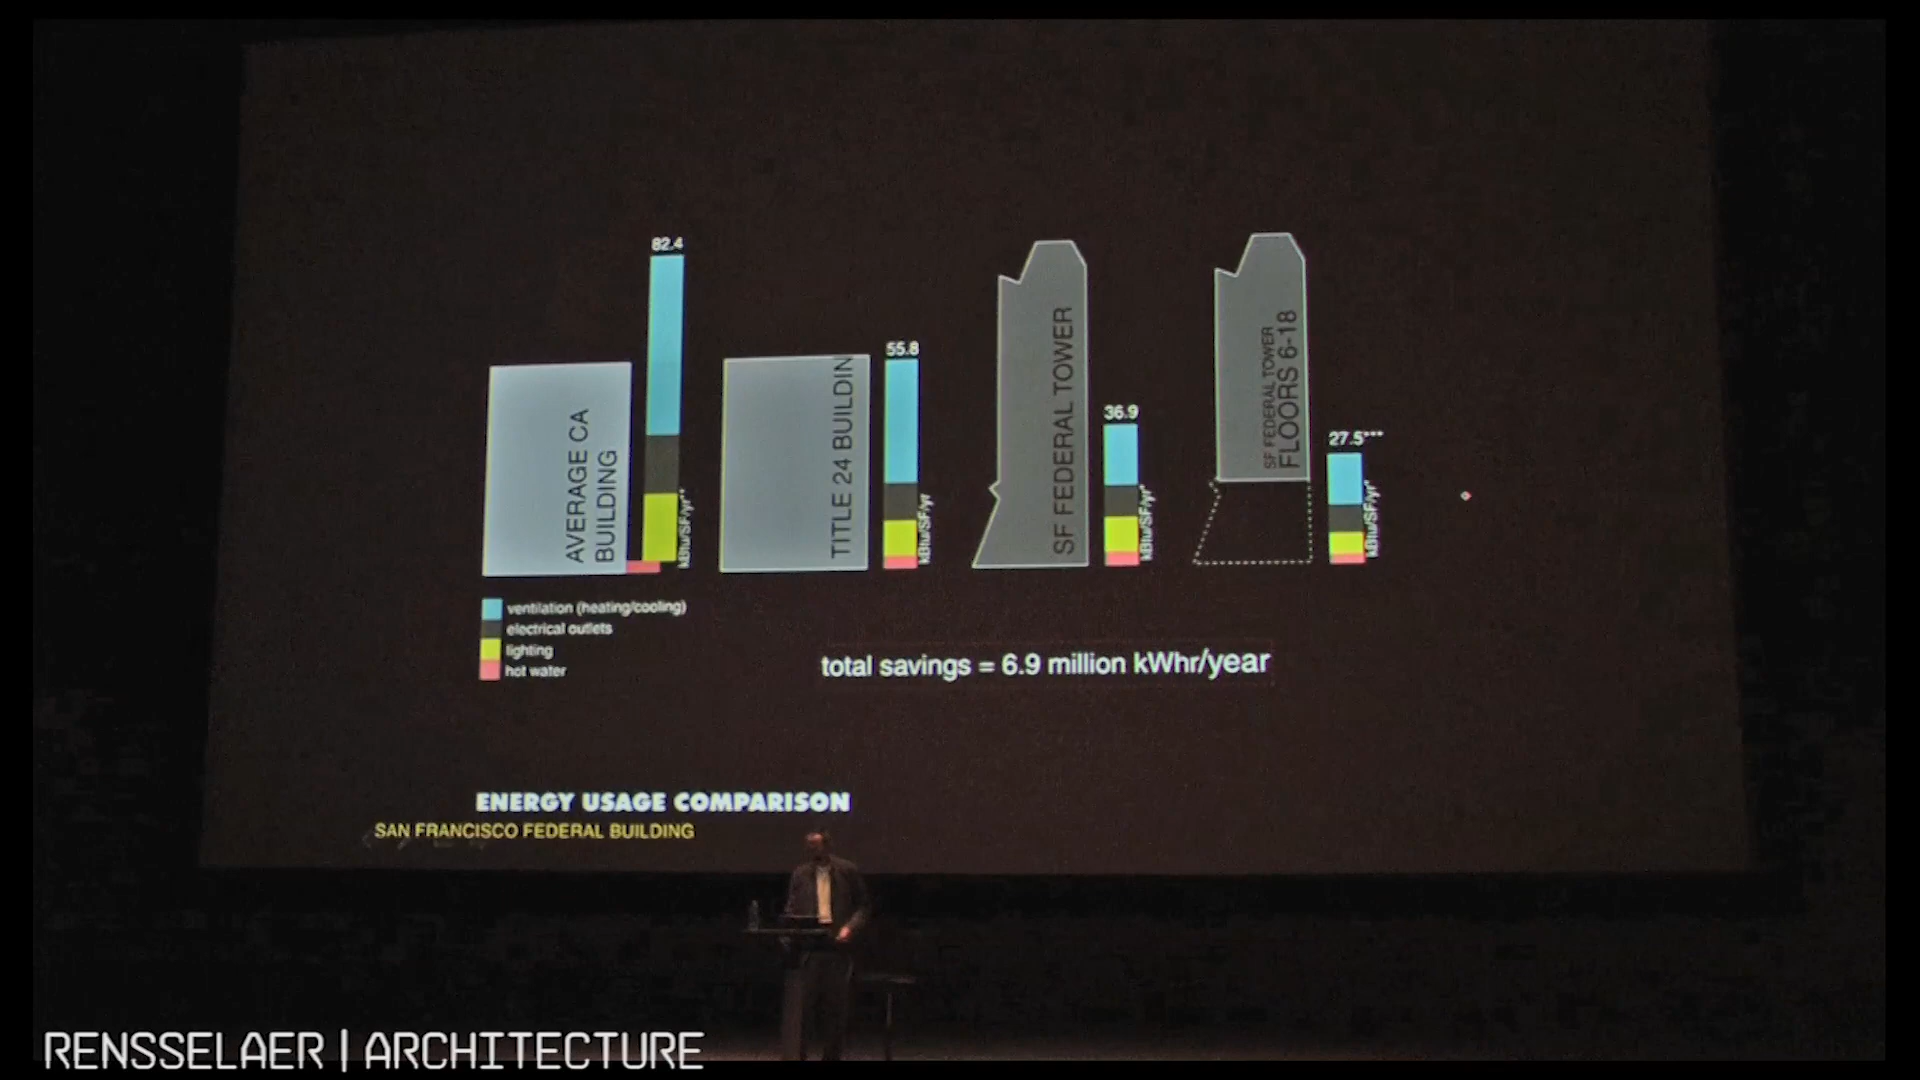 82.4
55.8
36.9
27.5***
AVERAGE CA
BUILDING
kBtu/SF/yr**
TITLE 24 BUILDIN
kBtu/SF/yr
SF FEDERAL TOWER
kBtu/SF/yr*
SF FEDERAL TOWER
FLOORS 6-18
kBtu/SF/yr*
ventilation (heating/cooling)
electrical outlets
lighting
hot water
total savings = 6.9 million kWhr/year
ENERGY USAGE COMPARISON
SAN FRANCISCO FEDERAL BUILDING
RENSSELAER | ARCHITECTURE